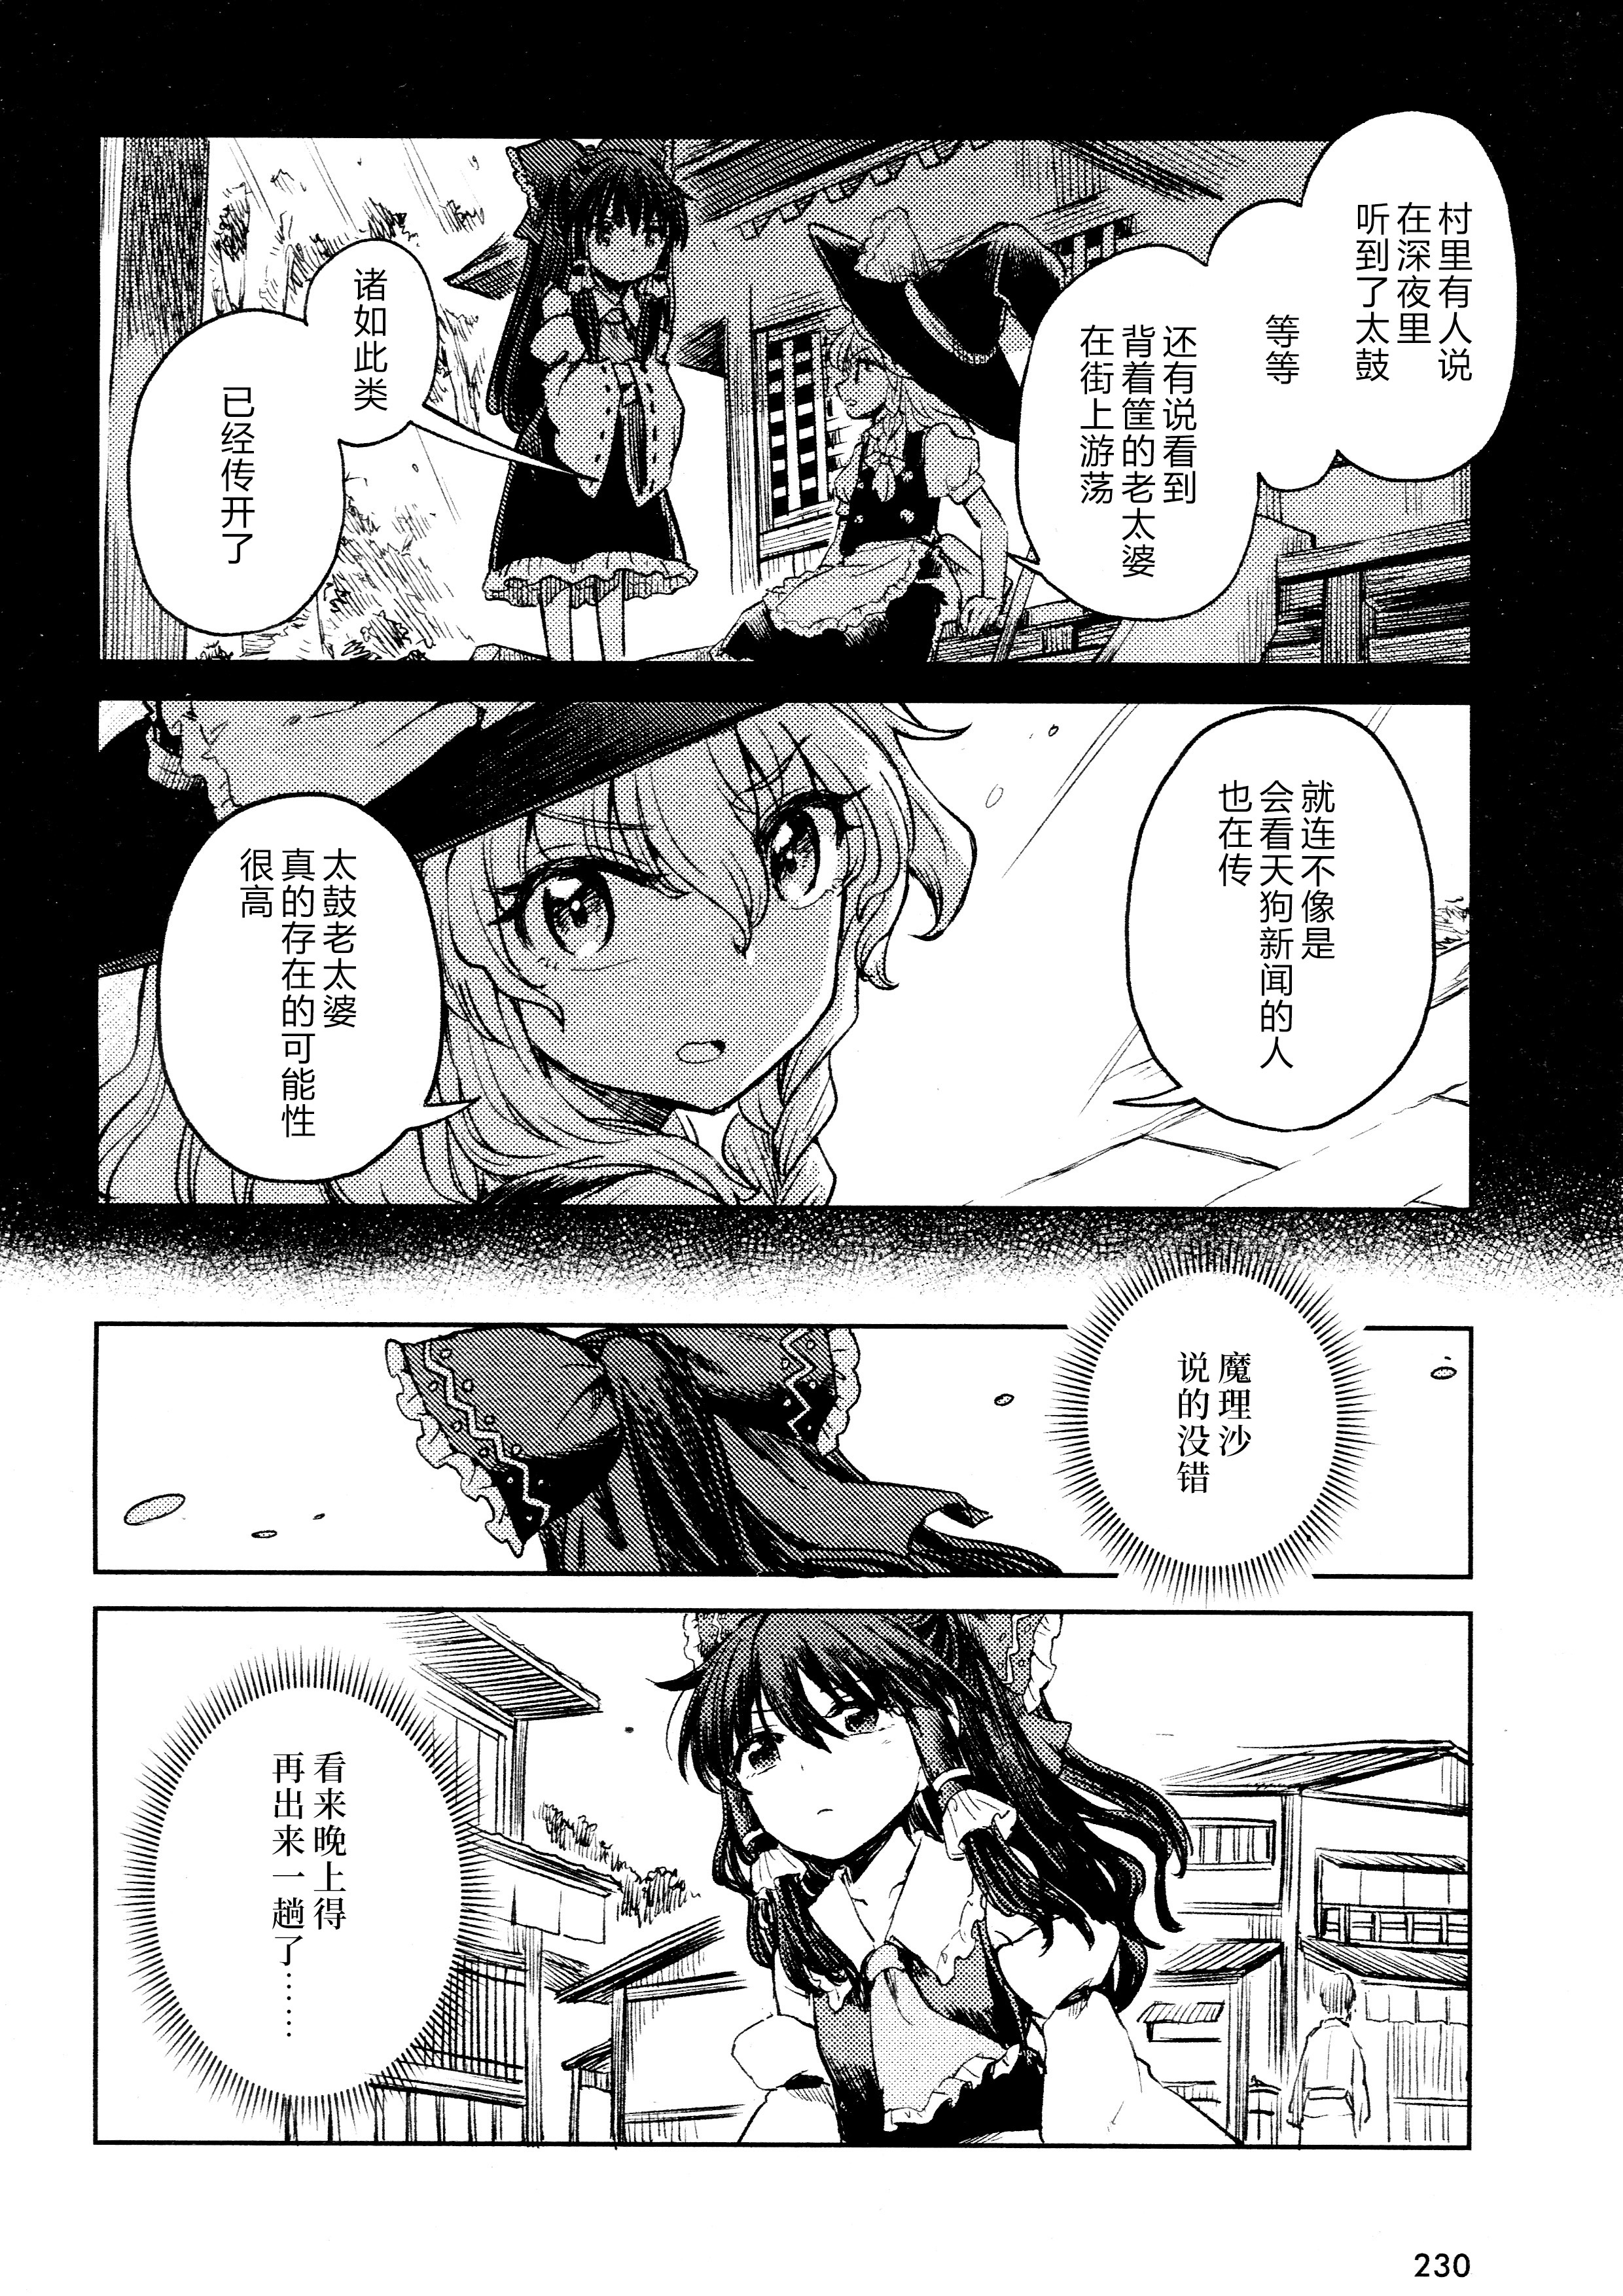 村里有人说
在深夜里
听到了太鼓
等等
还有说看到
背着筐的老太婆
在街上游荡
诸如此类
已经传开了
就连不像是
会看天狗新闻的人
也在传
太鼓老太婆
真的存在的可能性
很高
魔理沙
说的没错
看来晚上得
再出来一趟了……
230